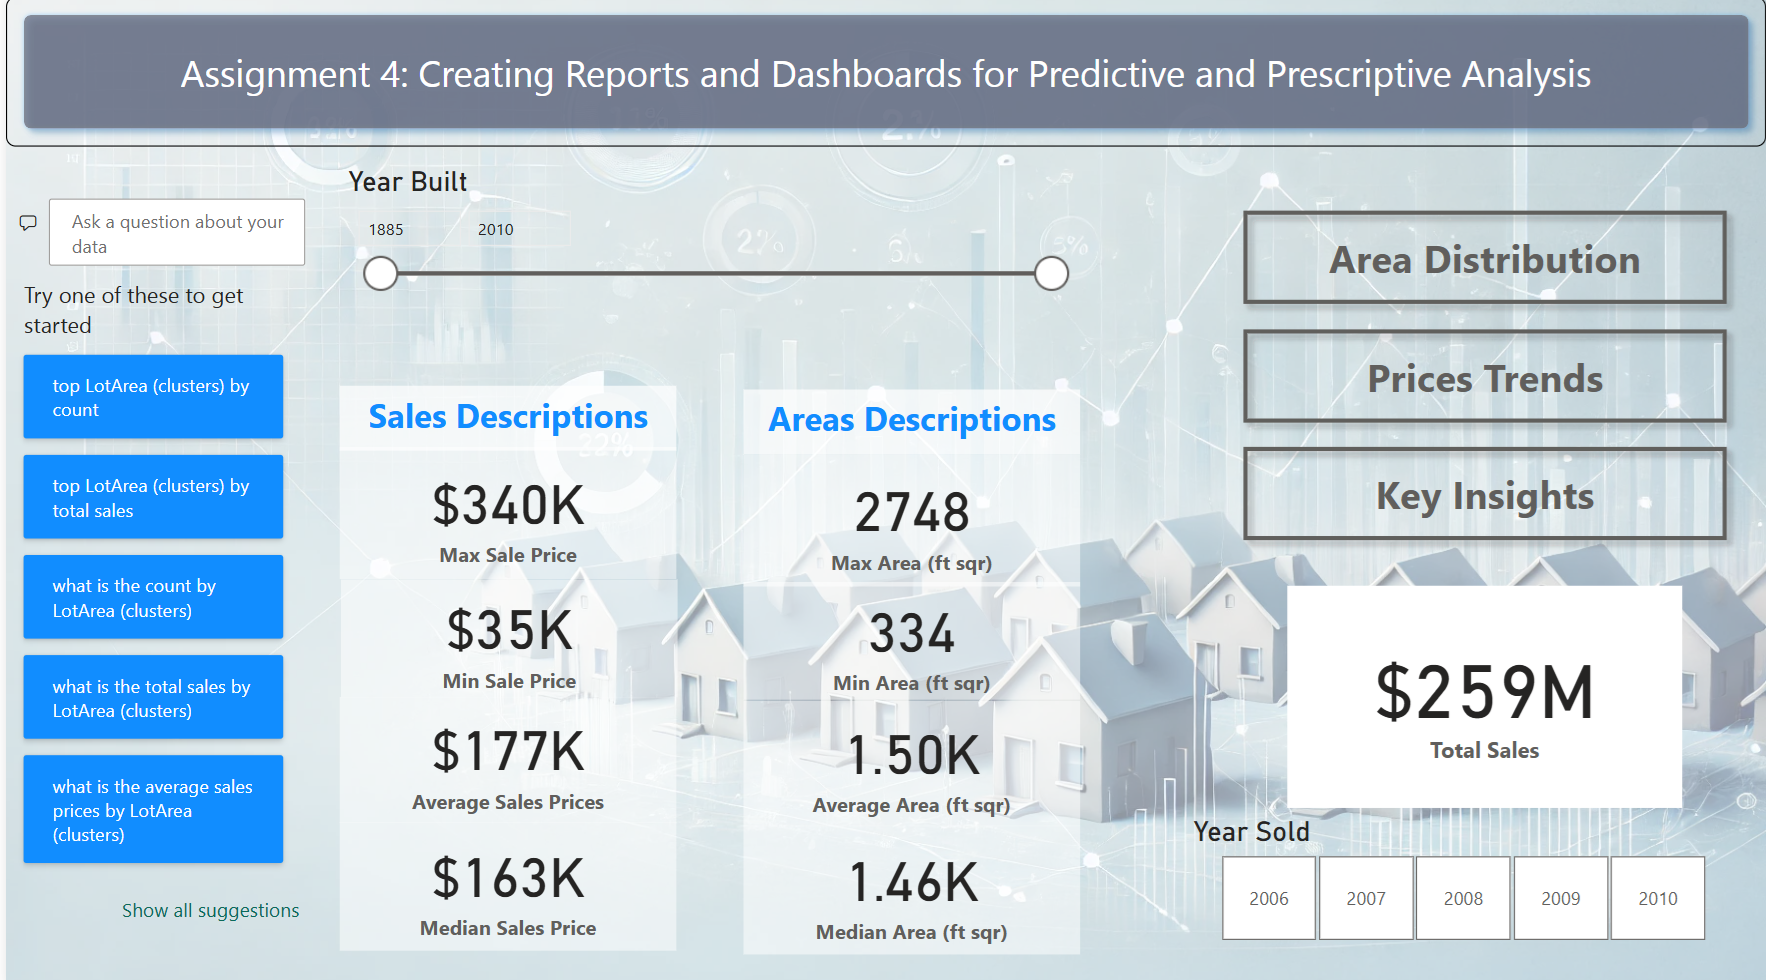 Assignment 4: Creating Reports and Dashboards for Predictive and Prescriptive Analysis
Ask a question about your
data
Try one of these to get
started
top LotArea (clusters) by
count
top LotArea (clusters) by
total sales
what is the count by
LotArea (clusters)
what is the total sales by
LotArea (clusters)
what is the average sales
prices by LotArea
(clusters)
Show all suggestions
Year Built
1885
2010
Sales Descriptions
$340K
Max Sale Price
$35K
Min Sale Price
$177K
Average Sales Prices
$163K
Median Sales Price
Areas Descriptions
2748
Max Area (ft sqr)
334
Min Area (ft sqr)
1.50K
Average Area (ft sqr)
1.46K
Median Area (ft sqr)
Area Distribution
Prices Trends
Key Insights
$259M
Total Sales
Year Sold
2006
2007
2008
2009
2010
22%